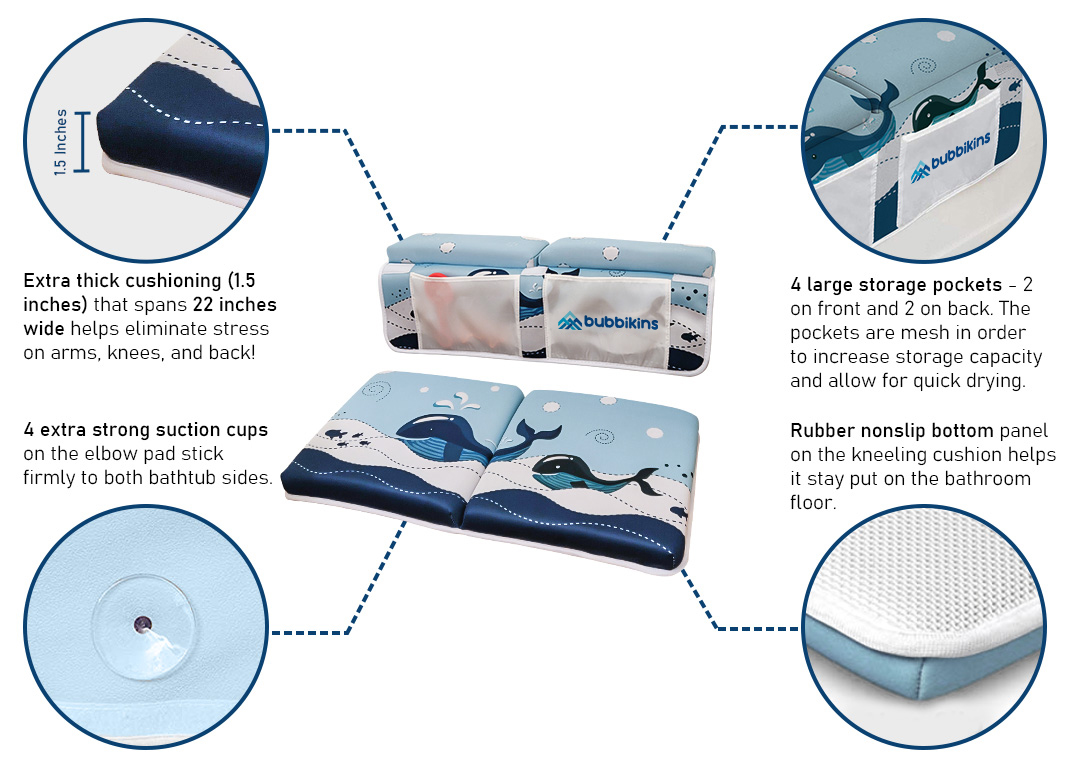 1.5 Inches
bubbikins
Extra thick cushioning (1.5
inches) that spans 22 inches
wide helps eliminate stress
on arms, knees, and back!
4 large storage pockets - 2
on front and 2 on back. The
pockets are mesh in order
to increase storage capacity
and allow for quick drying.
bubbikins
4 extra strong suction cups
on the elbow pad stick
firmly to both bathtub sides.
Rubber nonslip bottom panel
on the kneeling cushion helps
it stay put on the bathroom
floor.